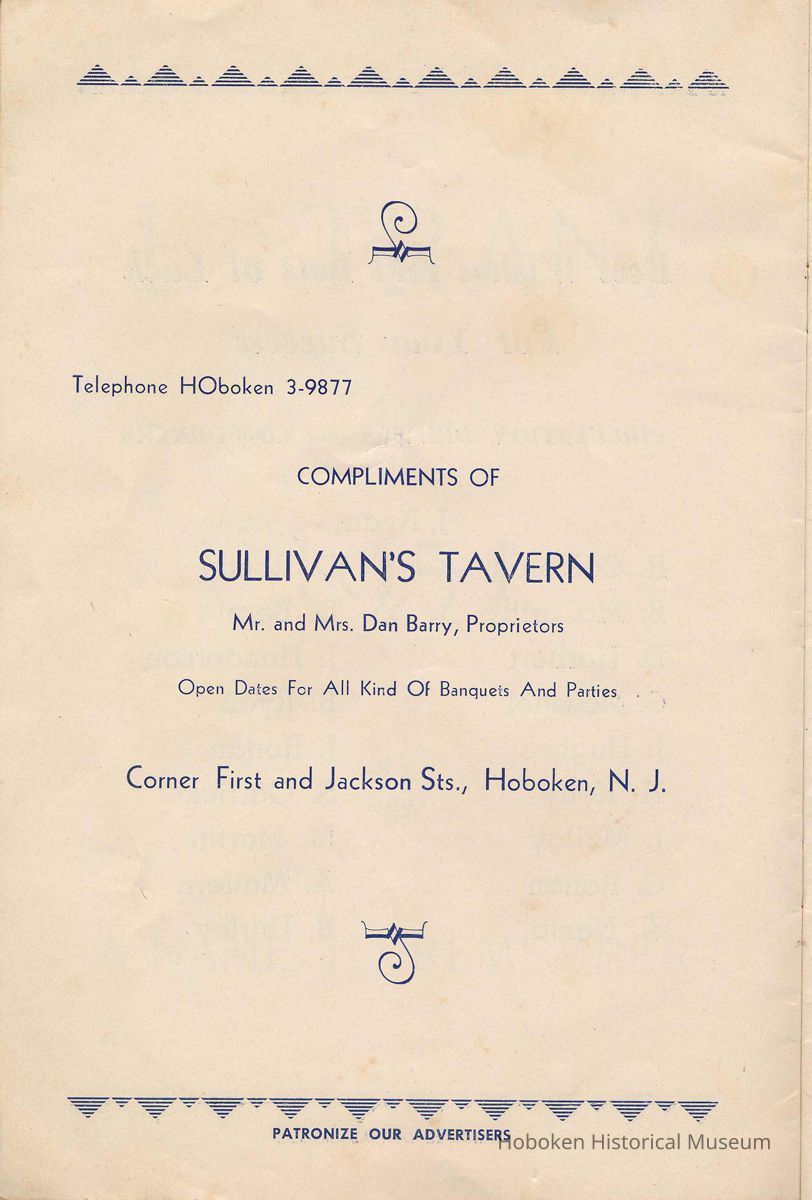 Telephone HOboken 3-9877
COMPLIMENTS OF
SULLIVAN'S TAVERN
Mr. and Mrs. Dan Barry, Proprietors
Open Dates For All Kind Of Banquets And Parties
Corner First and Jackson Sts., Hoboken, N. J.
PATRONIZE OUR ADVERTISERS
Hoboken Historical Museum